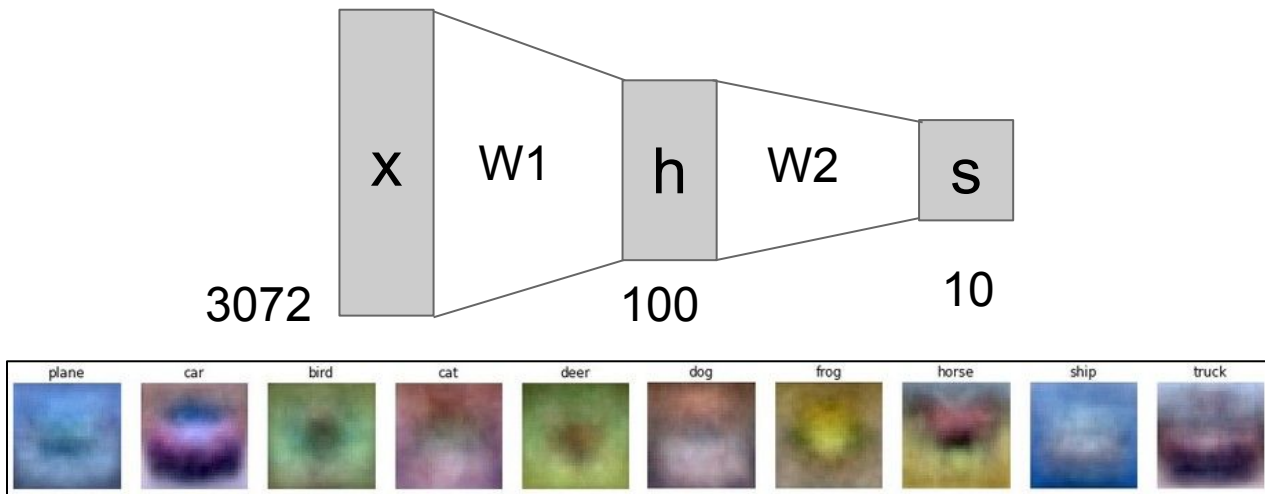 x W1 h W2 s
3072 100 10
plane car bird cat deer dog frog horse ship truck